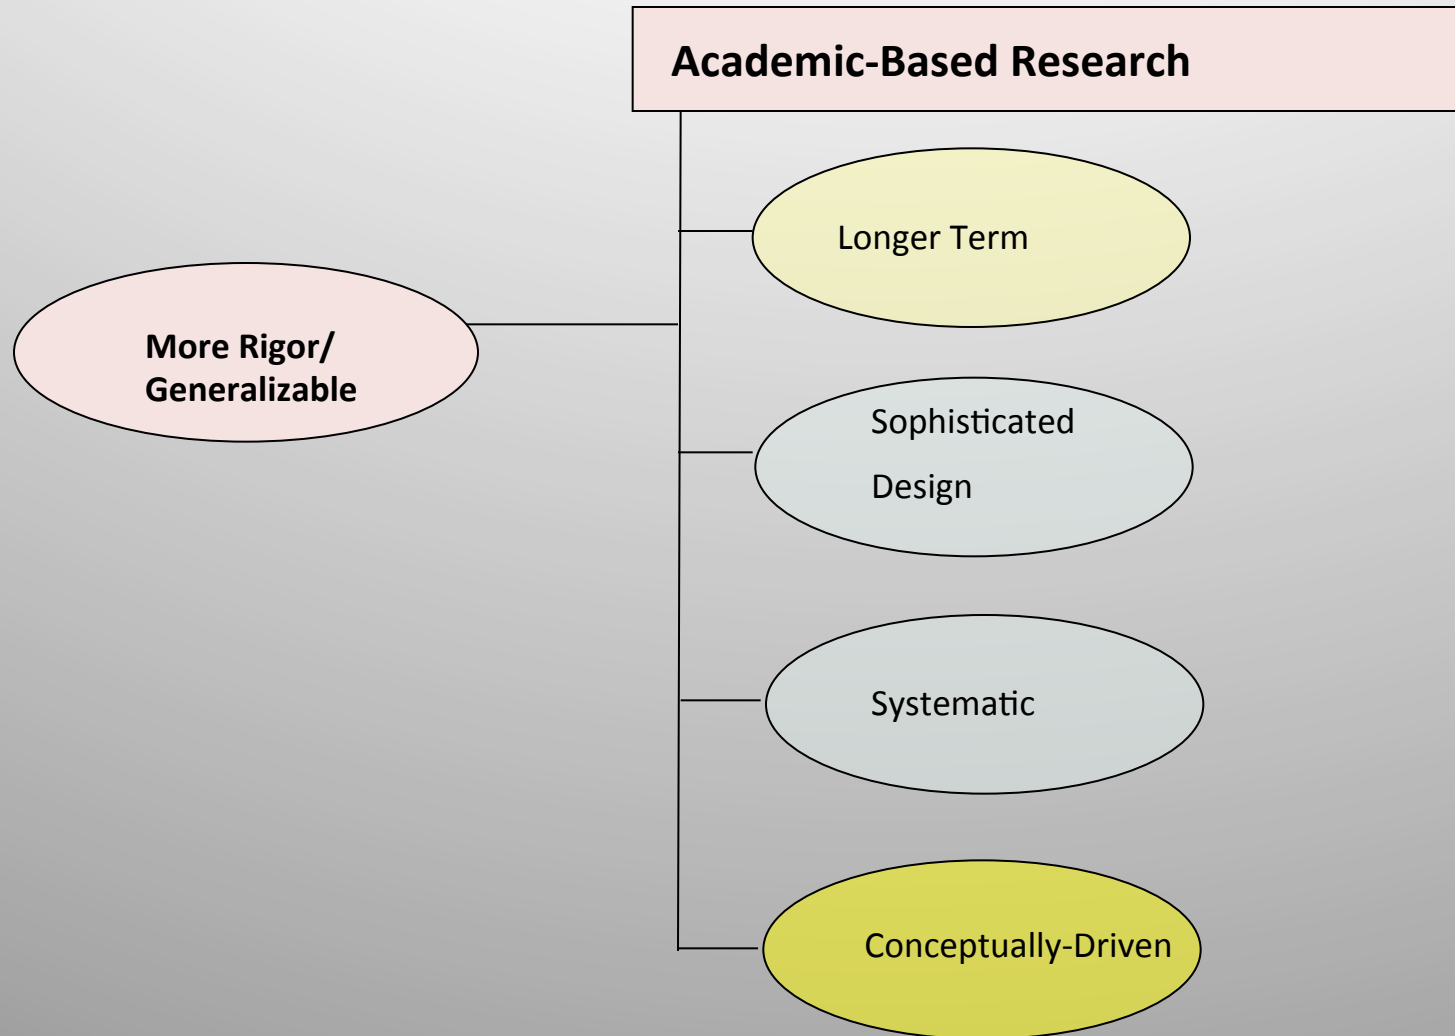 Academic-Based Research
Longer Term
More Rigor/
Generalizable
Sophisticated
Design
Systematic
Conceptually-Driven